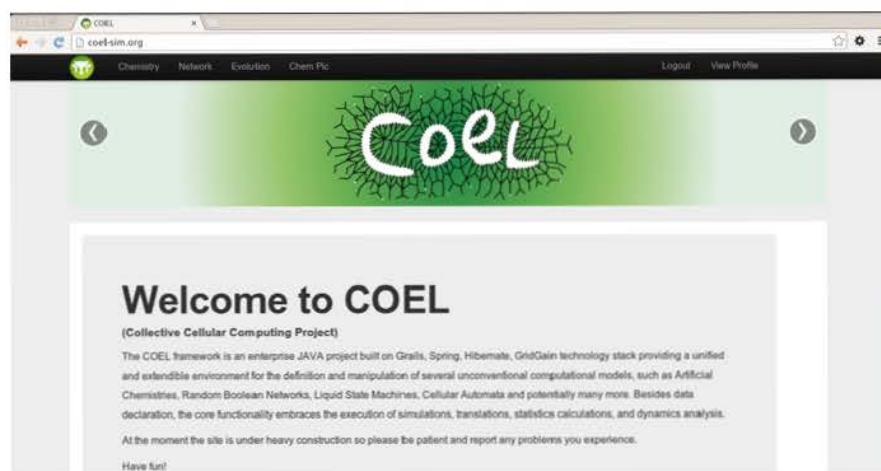 COEL
coel-sim.org
Chemistry Network Evolution Chem Pic Logout View Profile
Coel
Welcome to COEL
(Collective Cellular Computing Project)
The COEL framework is an enterprise JAVA project built on Grails, Spring, Hibernate, GridGain technology stack providing a unified
and extendible environment for the definition and manipulation of several unconventional computational models, such as Artificial
Chemistries, Random Boolean Networks, Liquid State Machines, Cellular Automata and potentially many more. Besides data
declaration, the core functionality embraces the execution of simulations, translations, statistics calculations, and dynamics analysis.
At the moment the site is under heavy construction so please be patient and report any problems you experience.
Have fun!